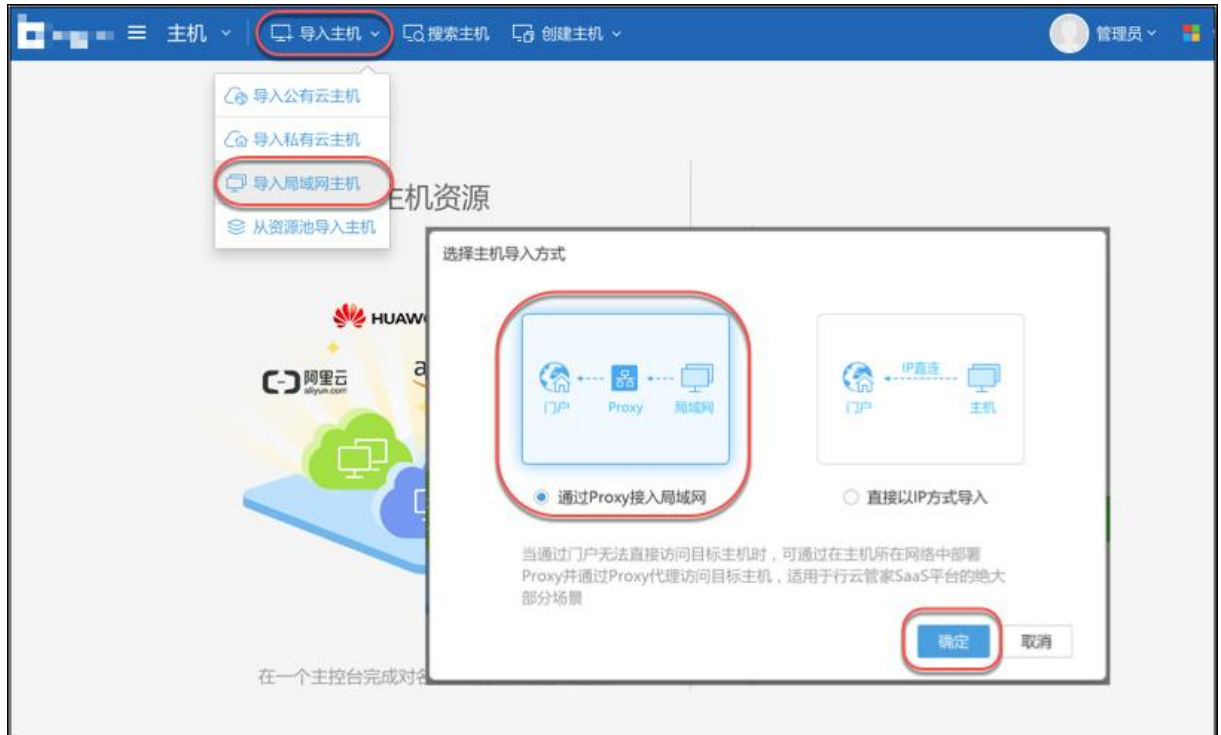 主机
导入主机
搜索主机
创建主机
管理员
导入公有云主机
导入私有云主机
导入局域网主机
从资源池导入主机
主机资源
选择主机导入方式
HUAW
阿里云
aliyun.com
a
门户
Proxy
局域网
IP直连
门户
主机
通过Proxy接入局域网
直接以IP方式导入
当通过门户无法直接访问目标主机时，可通过在主机所在网络中部署
Proxy并通过Proxy代理访问目标主机，适用于行云管家SaaS平台的绝大
部分场景
确定
取消
在一个主控台完成对各